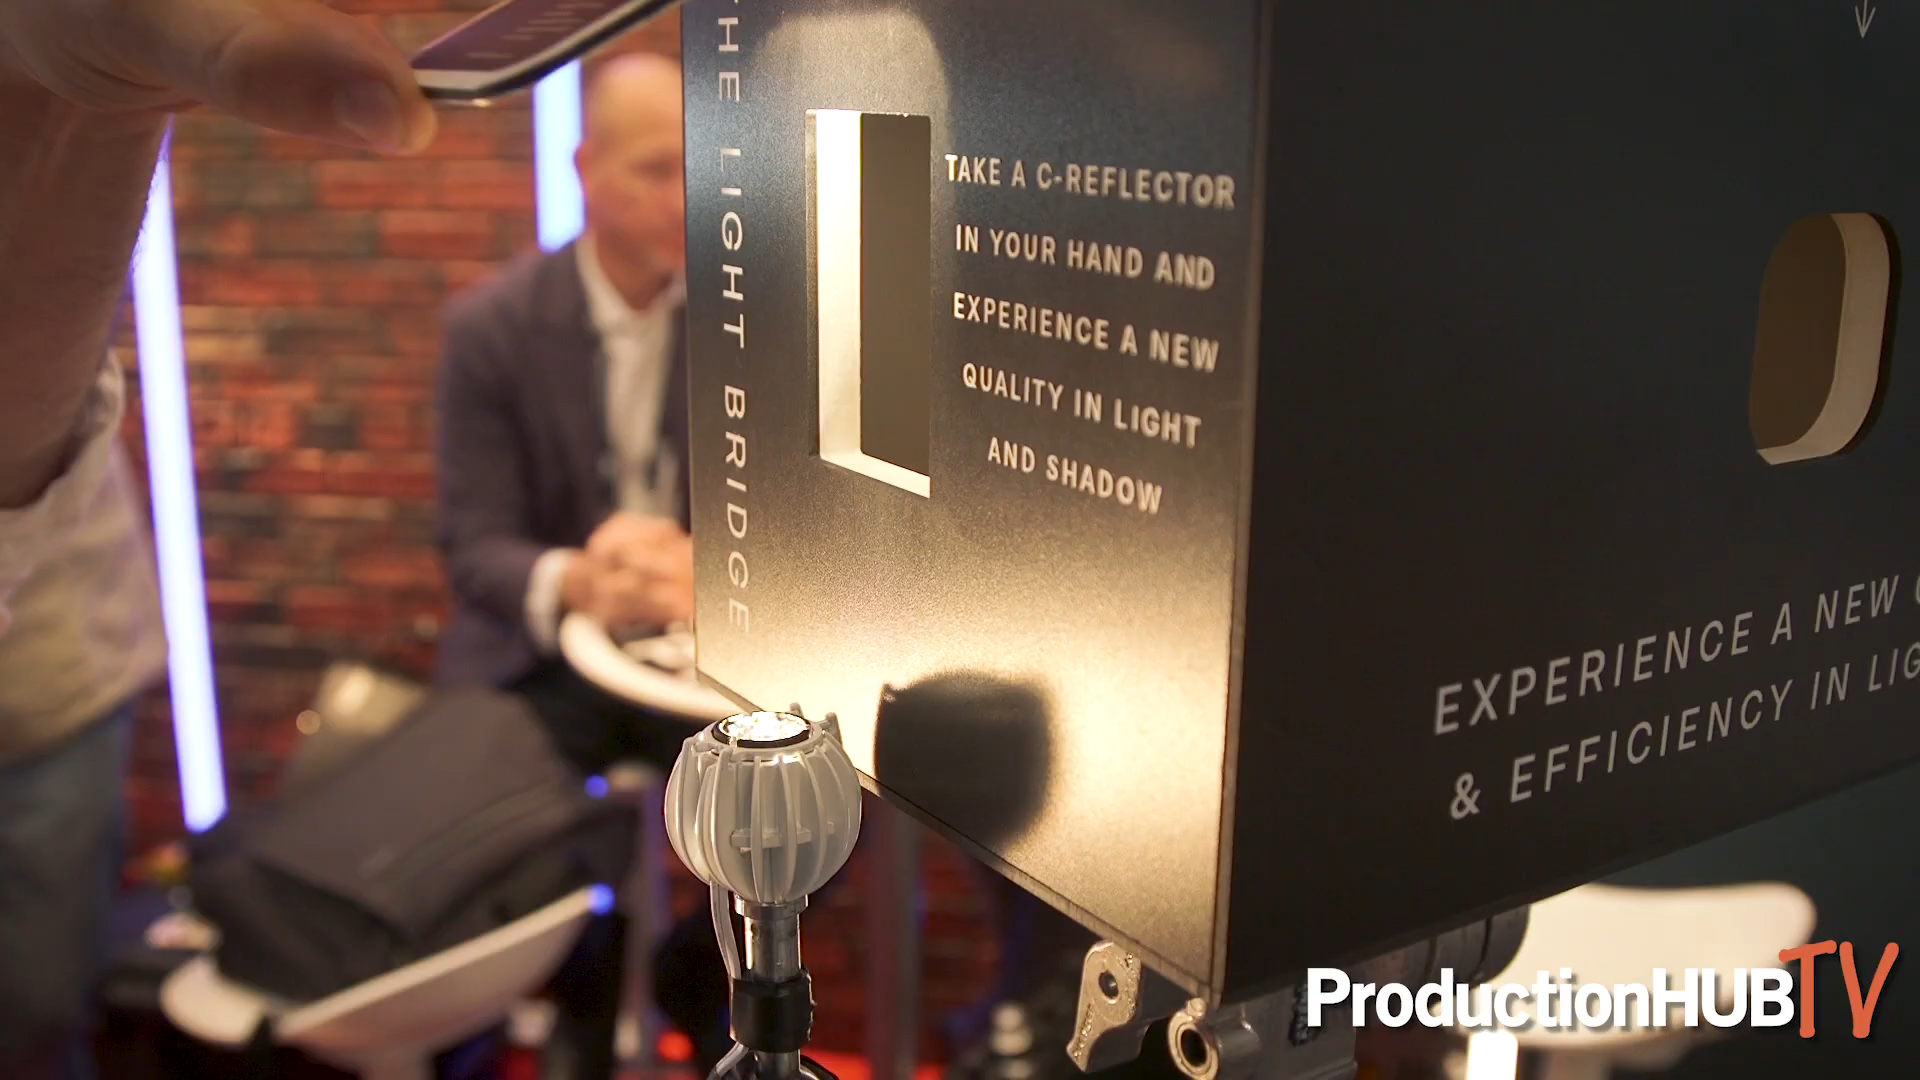 THE LIGHT BRIDGE
TAKE A C-REFLECTOR
IN YOUR HAND AND
EXPERIENCE A NEW
QUALITY IN LIGHT
AND SHADOW
EXPERIENCE A NEW
& EFFICIENCY IN
ProductionHUBTV